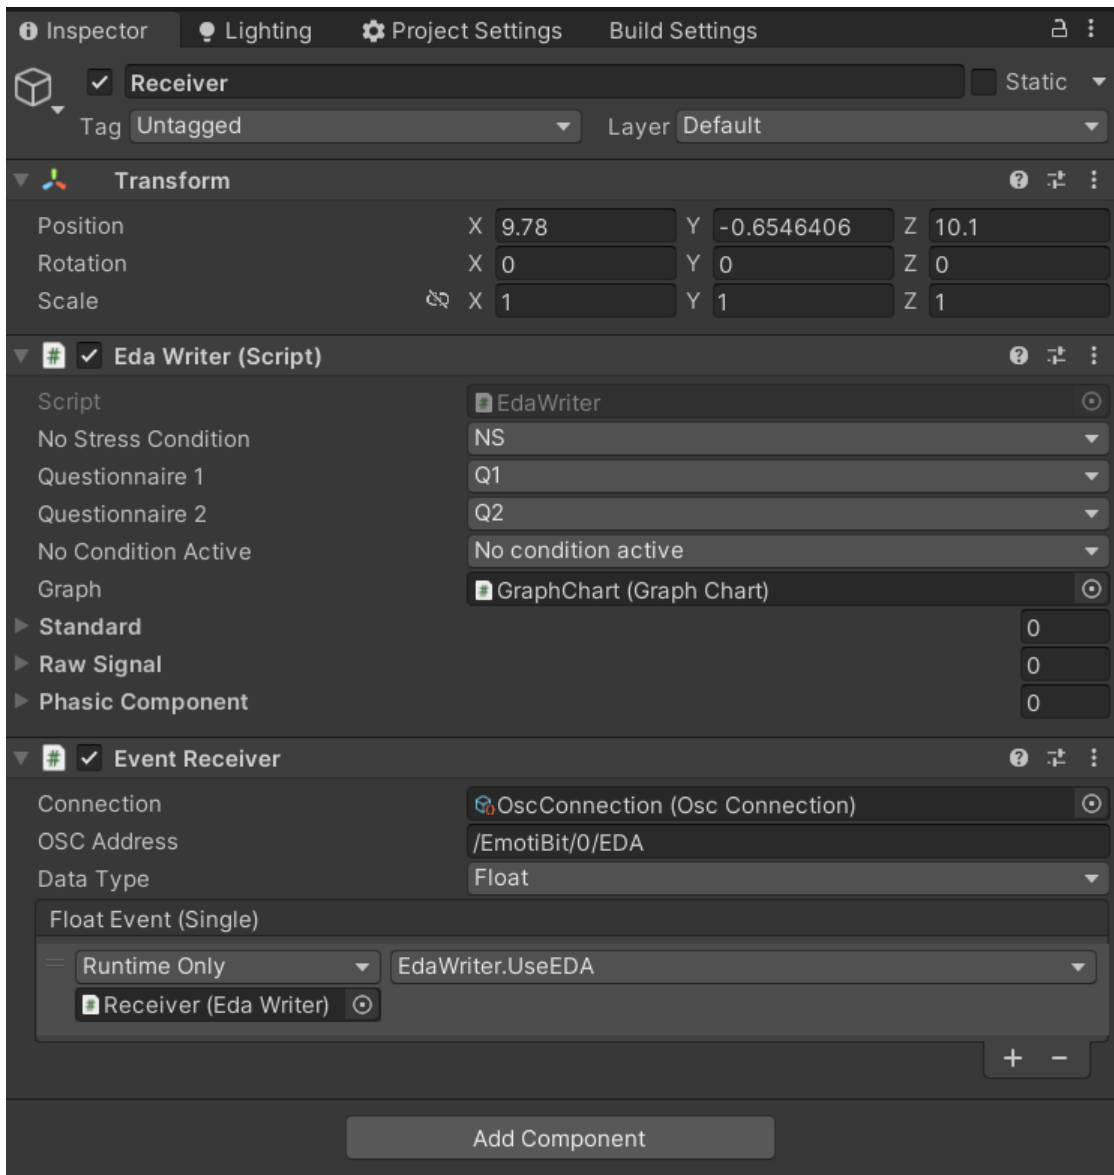 Inspector Lighting Project Settings Build Settings
Receiver Static
Tag Untagged Layer Default
Transform
Position X 9.78 Y -0.6546406 Z 10.1
Rotation X 0 Y 0 Z 0
Scale X 1 Y 1 Z 1
# Eda Writer (Script)
Script # EdaWriter
No Stress Condition NS
Questionnaire 1 Q1
Questionnaire 2 Q2
No Condition Active No condition active
Graph # GraphChart (Graph Chart)
Standard 0
Raw Signal 0
Phasic Component 0
# Event Receiver
Connection OscConnection (Osc Connection)
OSC Address /EmotiBit/0/EDA
Data Type Float
Float Event (Single)
Runtime Only EdaWriter.UseEDA
# Receiver (Eda Writer)
+ −
Add Component